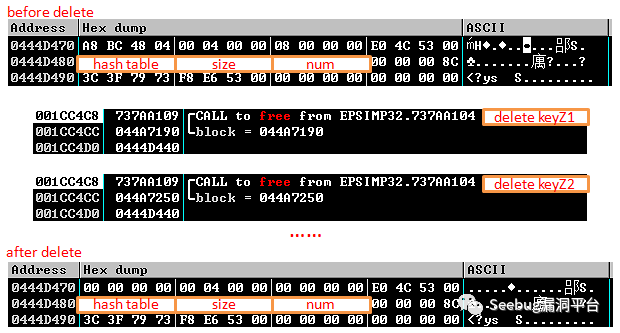 before delete
Address Hex dump ASCII
0444D470 A8 BC 48 04 00 04 00 00 08 00 00 00 E0 4C 53 00
0444D480 hash table size num 00 00 00 8C
0444D490 3C 3F 79 73 F8 E6 53 00 00 00 00 00 00 00 00 00 <?ys S.........
001CC4C8 737AA109 CALL to free from EPSIMP32.737AA104 delete keyZ1
001CC4CC 044A7190 block = 044A7190
001CC4D0 0444D440
001CC4C8 737AA109 CALL to free from EPSIMP32.737AA104 delete keyZ2
001CC4CC 044A7250 block = 044A7250
001CC4D0 0444D440
......
after delete
Address Hex dump ASCII
0444D470 00 00 00 00 00 04 00 00 00 00 00 00 E0 4C 53 00
0444D480 hash table size num 00 00 00 8C
0444D490 3C 3F 79 73 F8 E6 53 00 00 00 00 00 00 00 00 00 <?ys S.........
Seebug漏洞平台